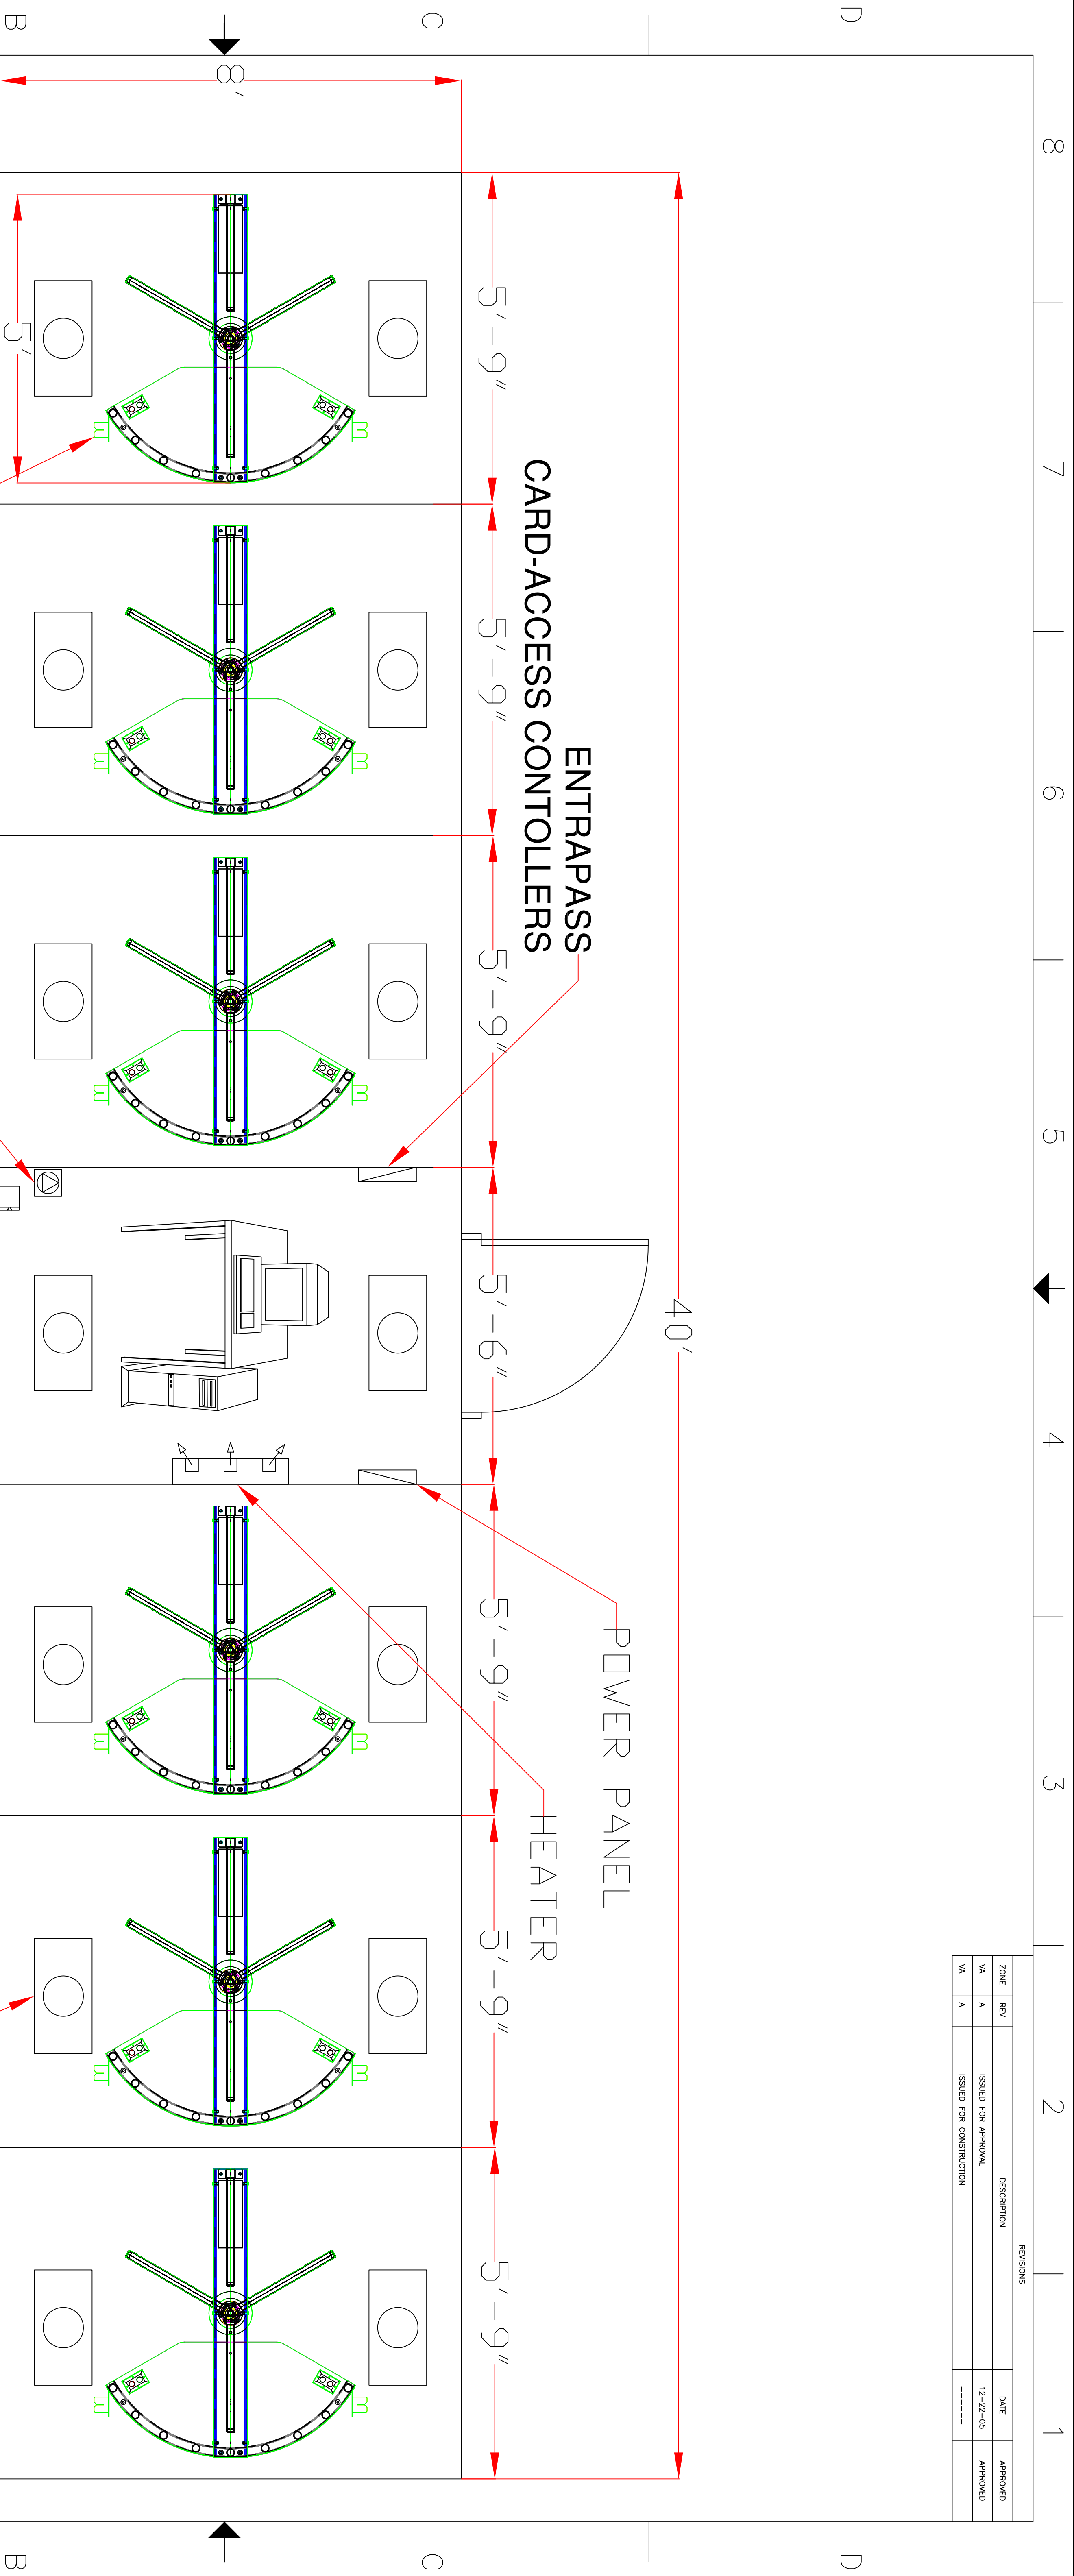 8 7 6 5 4 3 2 1
REVISIONS
ZONE REV DESCRIPTION DATE APPROVED
VA A ISSUED FOR APPROVAL 12-22-05 APPROVED
VA A ISSUED FOR CONSTRUCTION ------
D D
40'
POWER PANEL
ENTRAPASS
CARD-ACCESS CONTOLLERS
HEATER
5'-9" 5'-9" 5'-9" 5'-6" 5'-9" 5'-9" 5'-9"
C C
8'
5'
B B